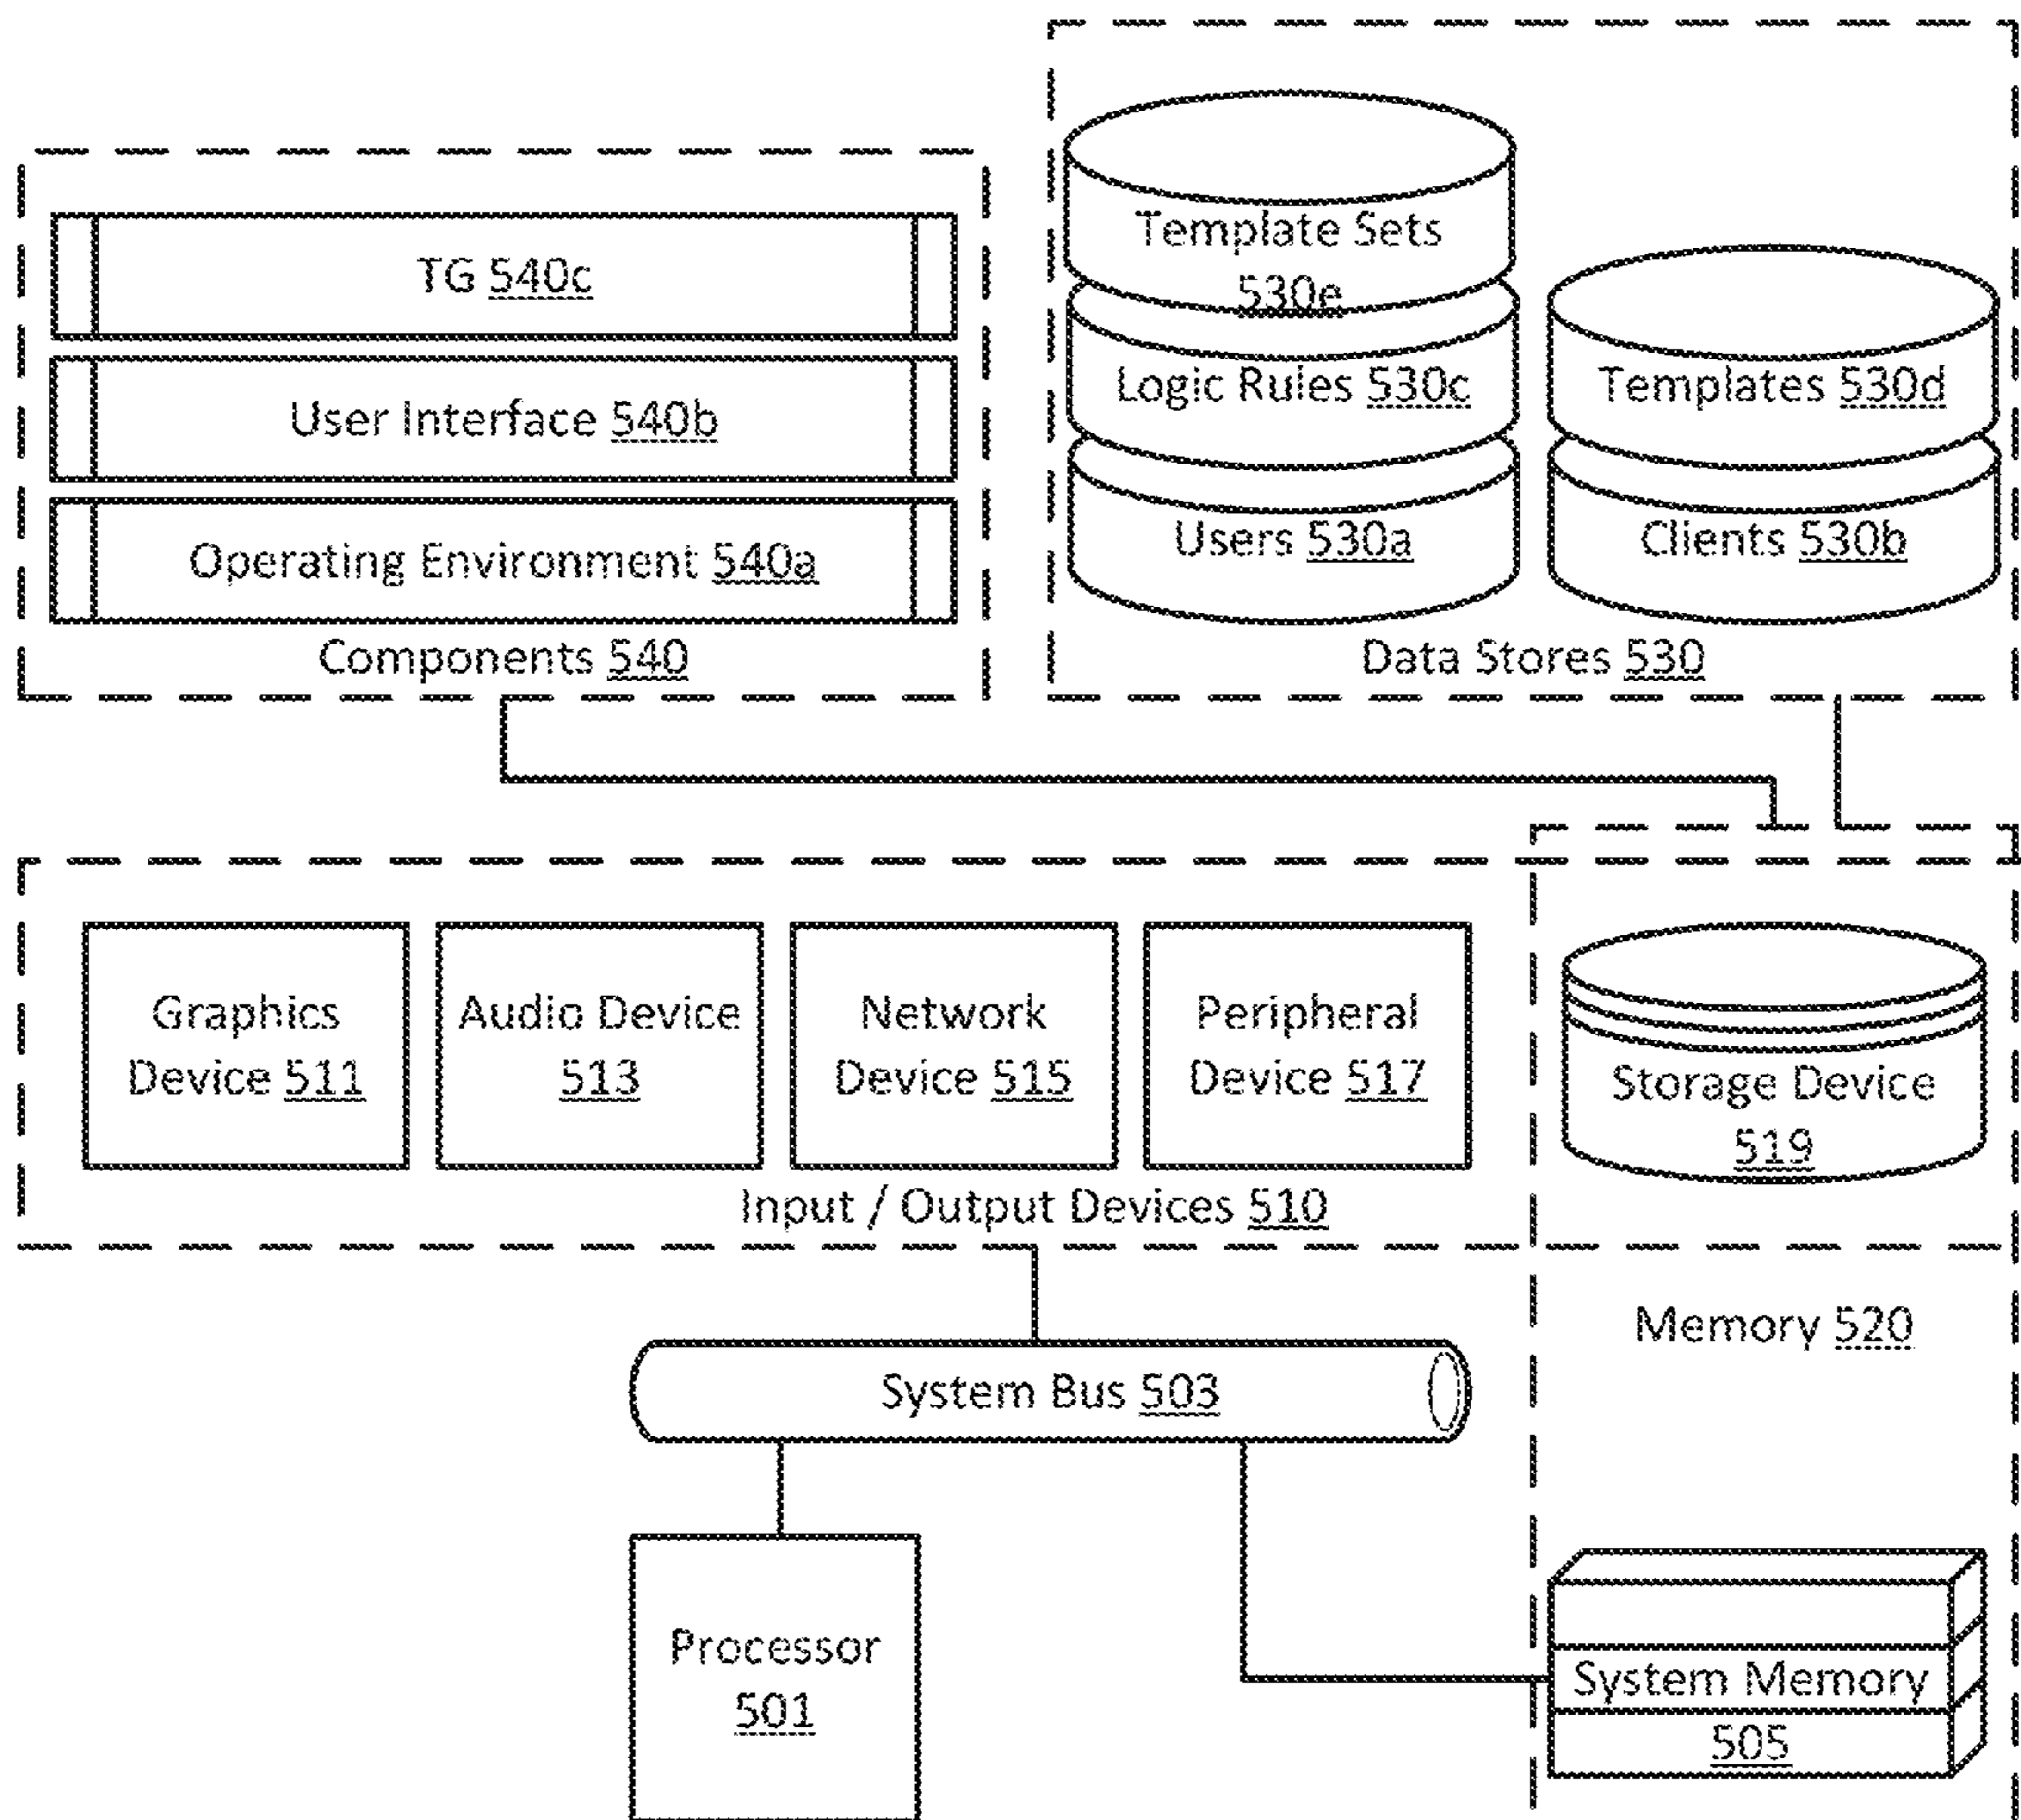 TG 540c
User Interface 540b
Operating Environment 540a
Components 540
Template Sets
530e
Logic Rules 530c
Users 530a
Templates 530d
Clients 530b
Data Stores 530
Graphics
Device 511
Audio Device
513
Network
Device 515
Peripheral
Device 517
Storage Device
519
Input / Output Devices 510
Memory 520
System Bus 503
Processor
501
System Memory
505